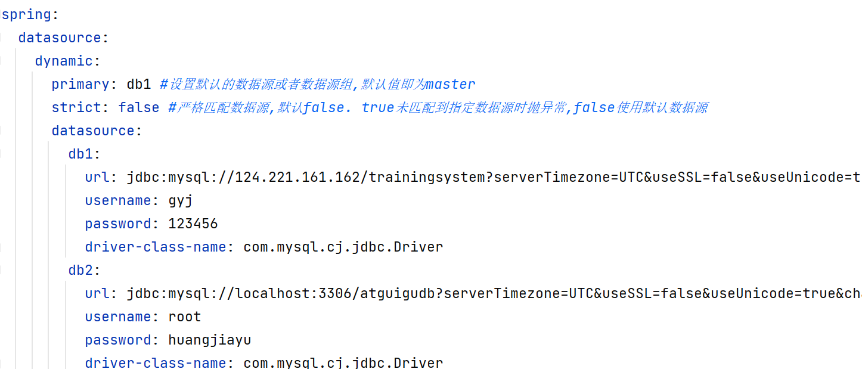 spring:
datasource:
dynamic:
primary: db1 #设置默认的数据源或者数据源组,默认值即为master
strict: false #严格匹配数据源,默认false. true未匹配到指定数据源时抛异常,false使用默认数据源
datasource:
db1:
url: jdbc:mysql://124.221.161.162/trainingsystem?serverTimezone=UTC&useSSL=false&useUnicode=t
username: gyj
password: 123456
driver-class-name: com.mysql.cj.jdbc.Driver
db2:
url: jdbc:mysql://localhost:3306/atguigudb?serverTimezone=UTC&useSSL=false&useUnicode=true&ch
username: root
password: huangjiayu
driver-class-name: com.mysql.cj.jdbc.Driver